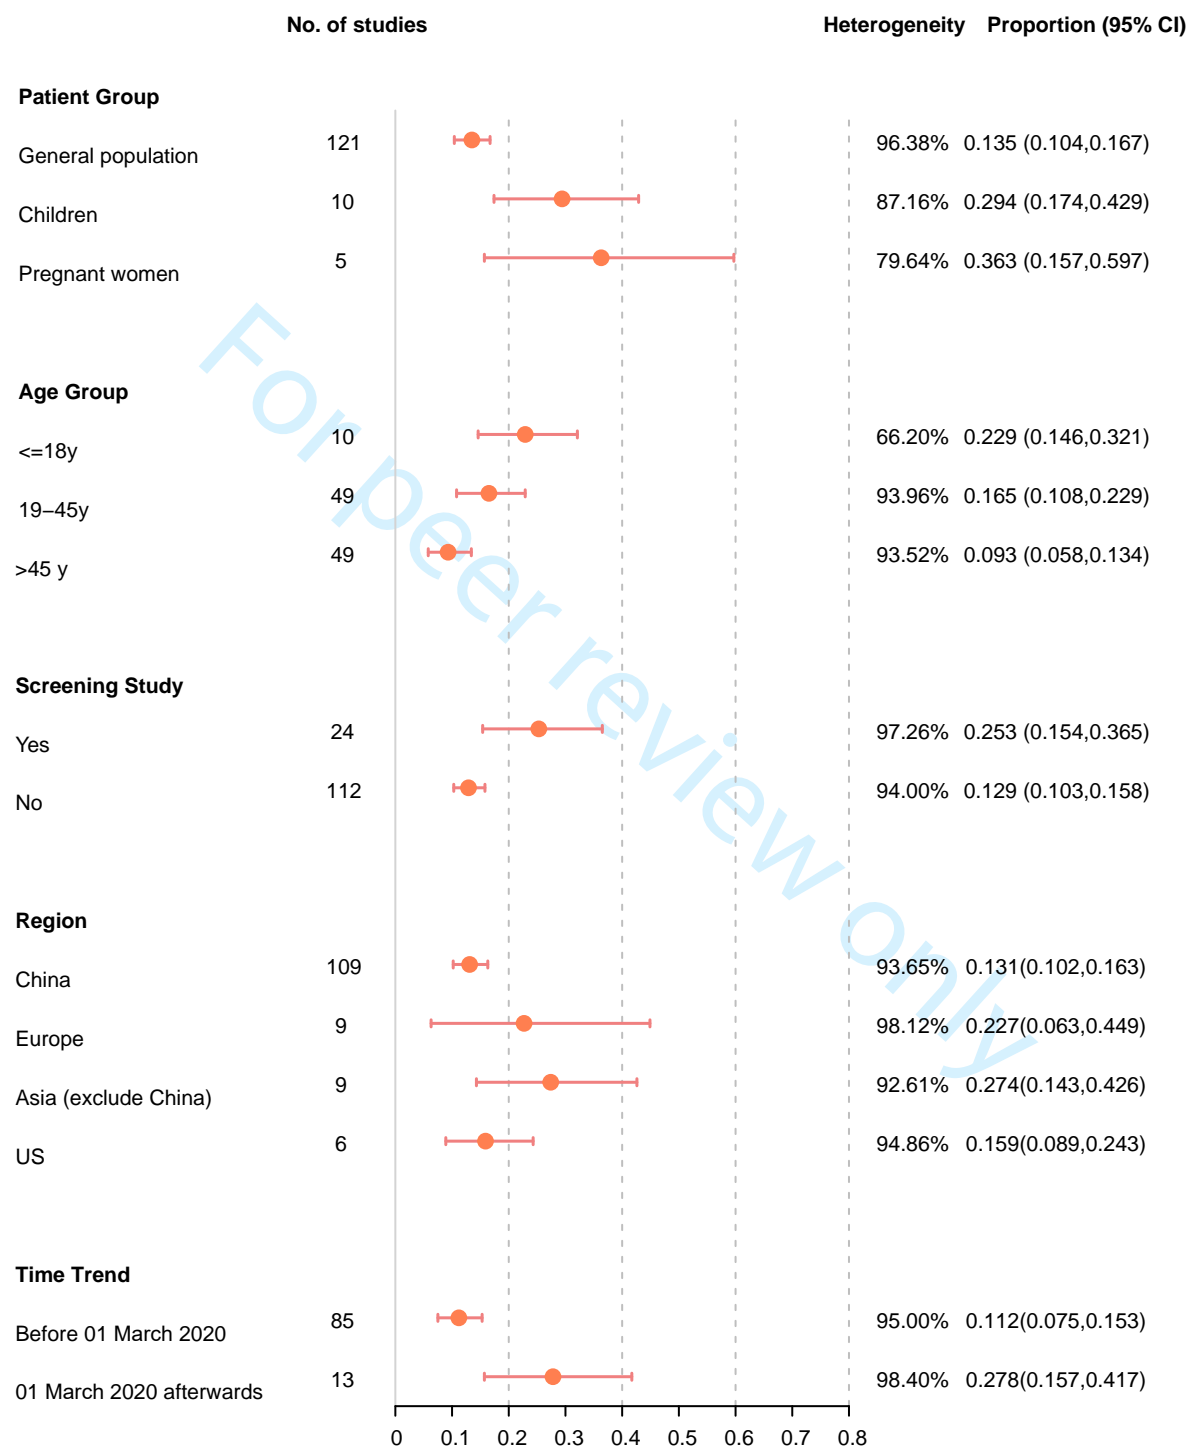 No. of studies Heterogeneity Proportion (95% CI)
Patient Group
General population 121 96.38% 0.135 (0.104,0.167)
Children 10 87.16% 0.294 (0.174,0.429)
Pregnant women 5 79.64% 0.363 (0.157,0.597)
Age Group
<=18y 10 66.20% 0.229 (0.146,0.321)
19−45y 49 93.96% 0.165 (0.108,0.229)
>45 y 49 93.52% 0.093 (0.058,0.134)
Screening Study
Yes 24 97.26% 0.253 (0.154,0.365)
No 112 94.00% 0.129 (0.103,0.158)
Region
China 109 93.65% 0.131(0.102,0.163)
Europe 9 98.12% 0.227(0.063,0.449)
Asia (exclude China) 9 92.61% 0.274(0.143,0.426)
US 6 94.86% 0.159(0.089,0.243)
Time Trend
Before 01 March 2020 85 95.00% 0.112(0.075,0.153)
01 March 2020 afterwards 13 98.40% 0.278(0.157,0.417)
0 0.1 0.2 0.3 0.4 0.5 0.6 0.7 0.8
For peer review only